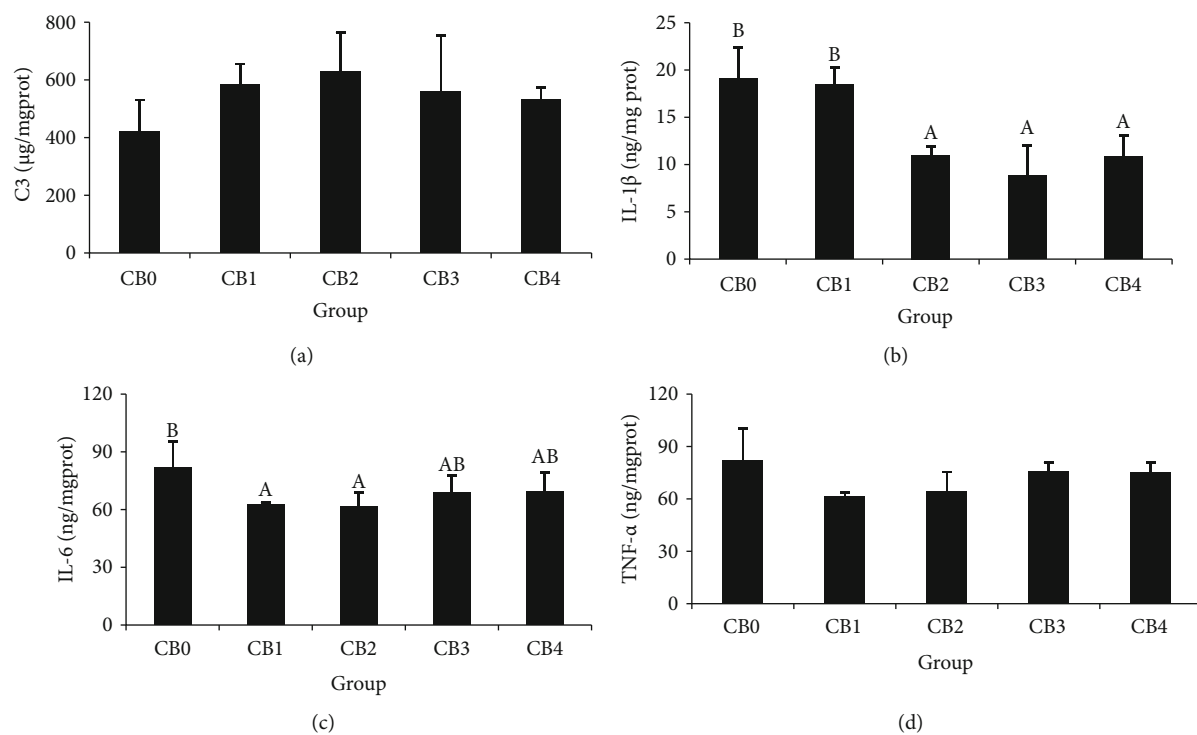 800
600
400
200
0
C3 (μg/mgprot)
CB0 CB1 CB2 CB3 CB4
Group
(a)
25
20
15
10
5
0
IL-1β (ng/mg prot)
B B A A A
CB0 CB1 CB2 CB3 CB4
Group
(b)
120
90
60
30
0
IL-6 (ng/mgprot)
B A A AB AB
CB0 CB1 CB2 CB3 CB4
Group
(c)
120
90
60
30
0
TNF-α (ng/mgprot)
CB0 CB1 CB2 CB3 CB4
Group
(d)